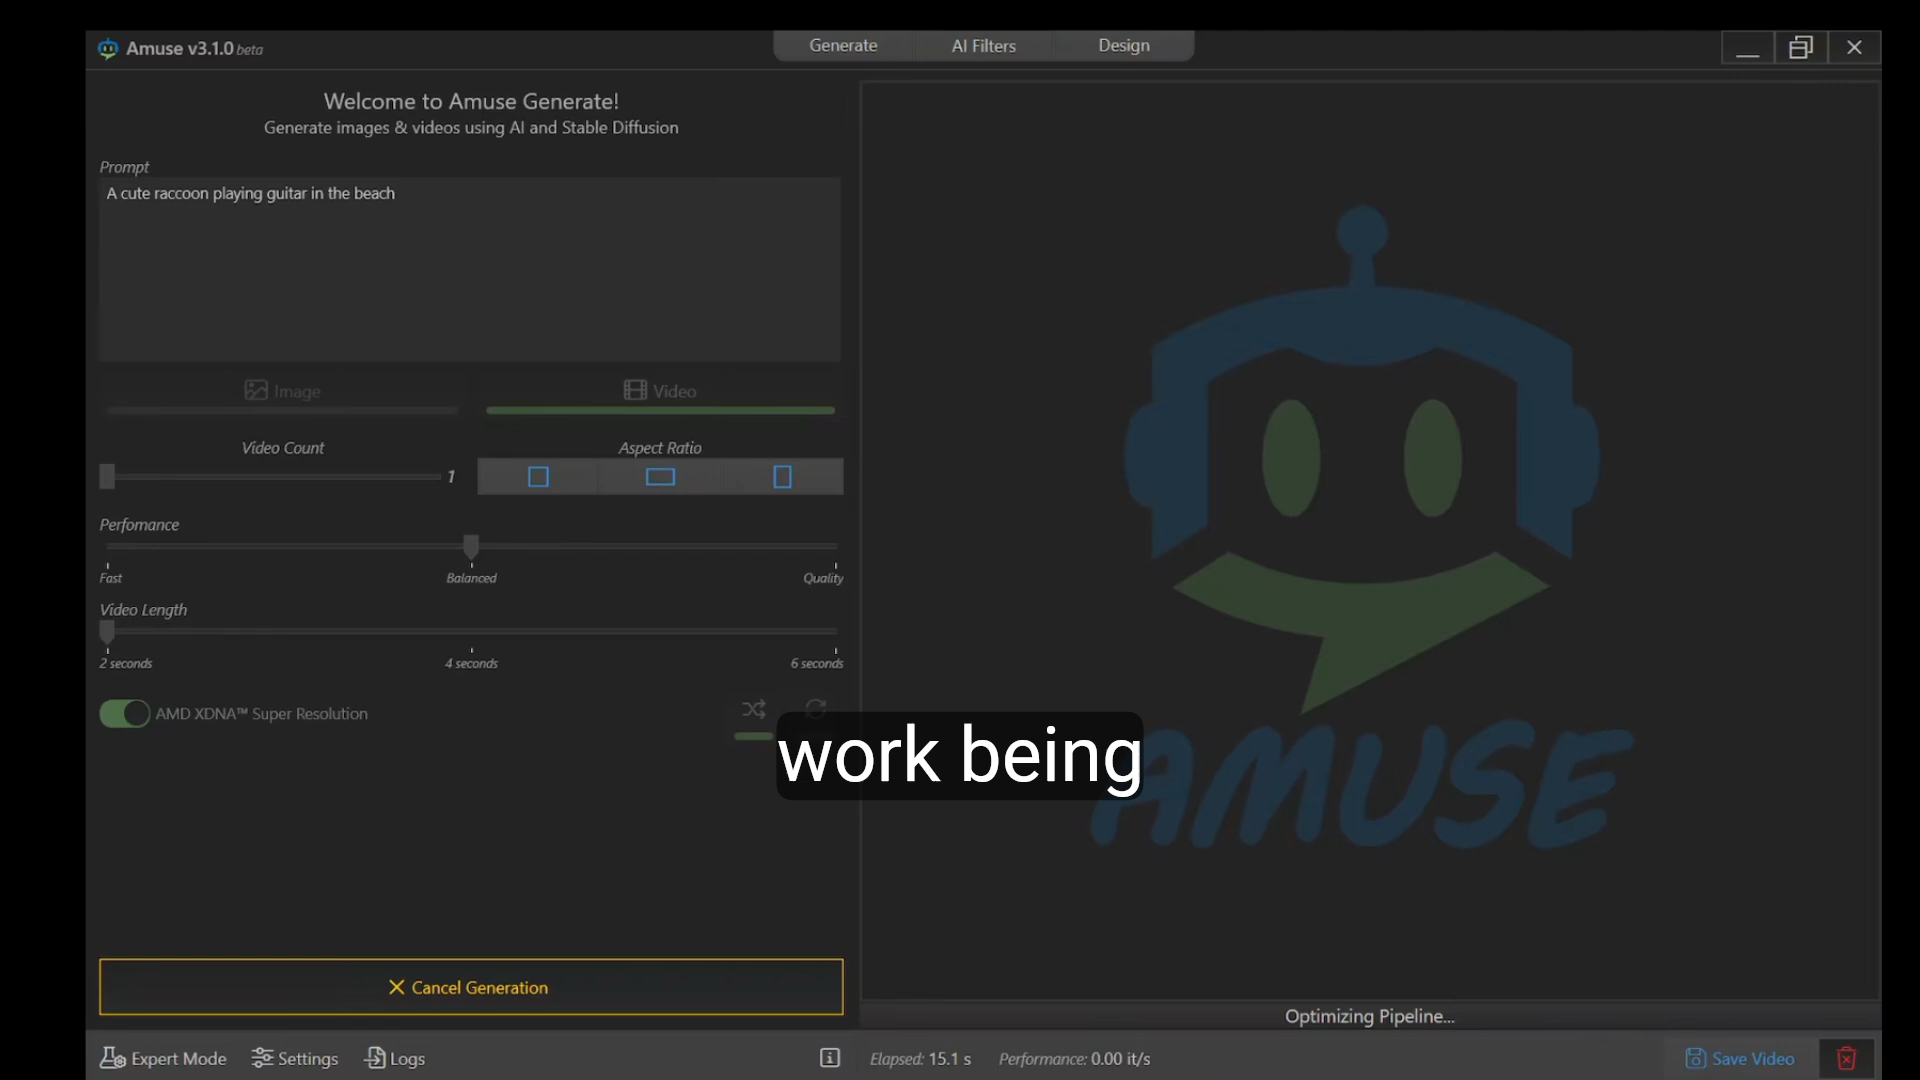 Amuse v3.1.0 beta
Generate AI Filters Design
Welcome to Amuse Generate!
Generate images & videos using AI and Stable Diffusion
Prompt
A cute raccoon playing guitar in the beach
Image Video
Video Count Aspect Ratio
1
Perfomance
Fast Balanced Quality
Video Length
2 seconds 4 seconds 6 seconds
AMD XDNA™ Super Resolution
work being
AMUSE
Cancel Generation
Optimizing Pipeline...
Expert Mode Settings Logs Elapsed: 15.1 s Performance: 0.00 it/s Save Video